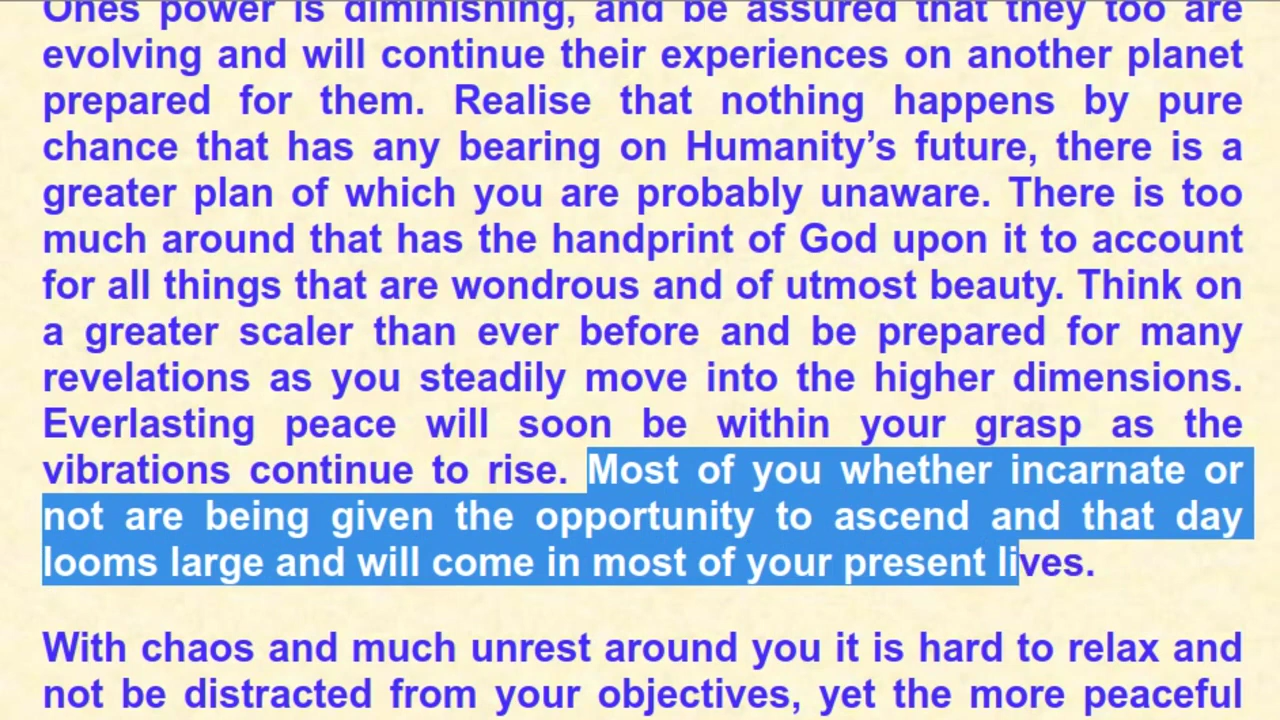 Ones power is diminishing, and be assured that they too are
evolving and will continue their experiences on another planet
prepared for them. Realise that nothing happens by pure
chance that has any bearing on Humanity’s future, there is a
greater plan of which you are probably unaware. There is too
much around that has the handprint of God upon it to account
for all things that are wondrous and of utmost beauty. Think on
a greater scaler than ever before and be prepared for many
revelations as you steadily move into the higher dimensions.
Everlasting peace will soon be within your grasp as the
vibrations continue to rise. Most of you whether incarnate or
not are being given the opportunity to ascend and that day
looms large and will come in most of your present lives.
With chaos and much unrest around you it is hard to relax and
not be distracted from your objectives, yet the more peaceful